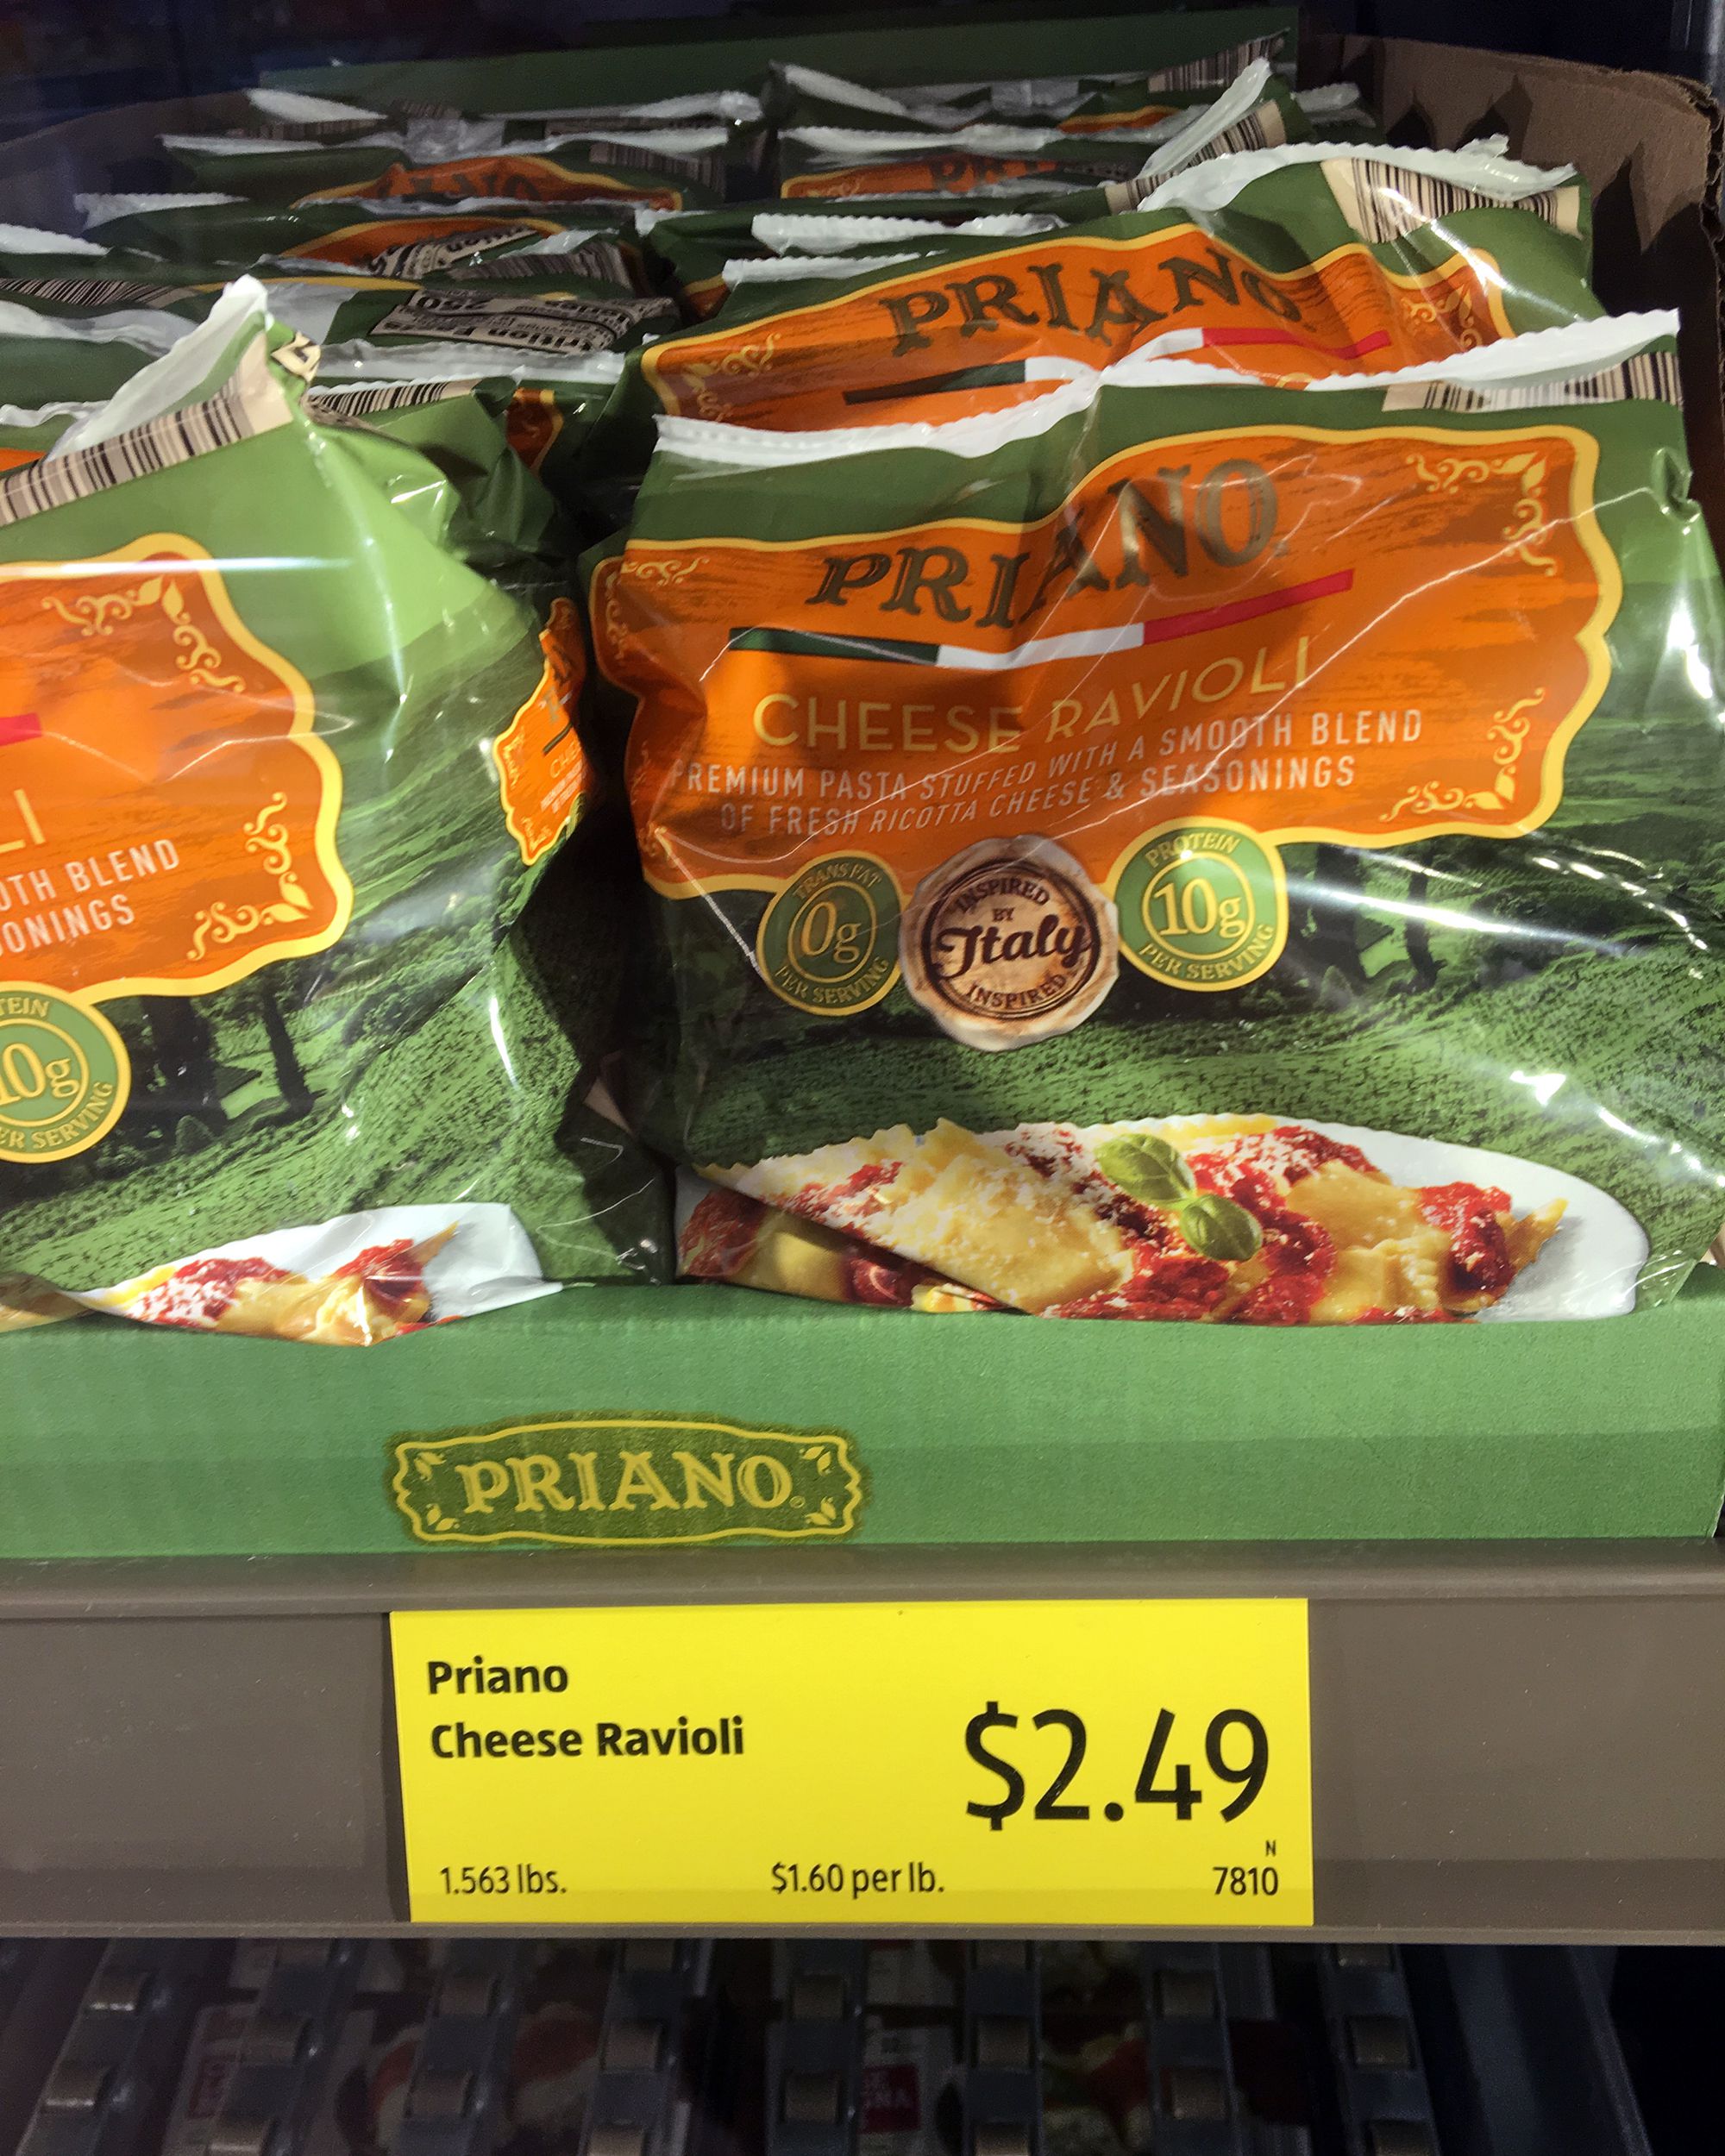 PRIANO
PRIANO
CHEESE RAVIOLI
PREMIUM PASTA STUFFED WITH A SMOOTH BLEND
OF FRESH RICOTTA CHEESE & SEASONINGS
TRANS FAT
0g
PER SERVING
INSPIRED
BY
Italy
INSPIRED
PROTEIN
10g
PER SERVING
LI
OTH BLEND
ONINGS
TEIN
10g
ER SERVING
250
PRIANO
Priano
Cheese Ravioli
$2.49
N
1.563 lbs. $1.60 per lb. 7810